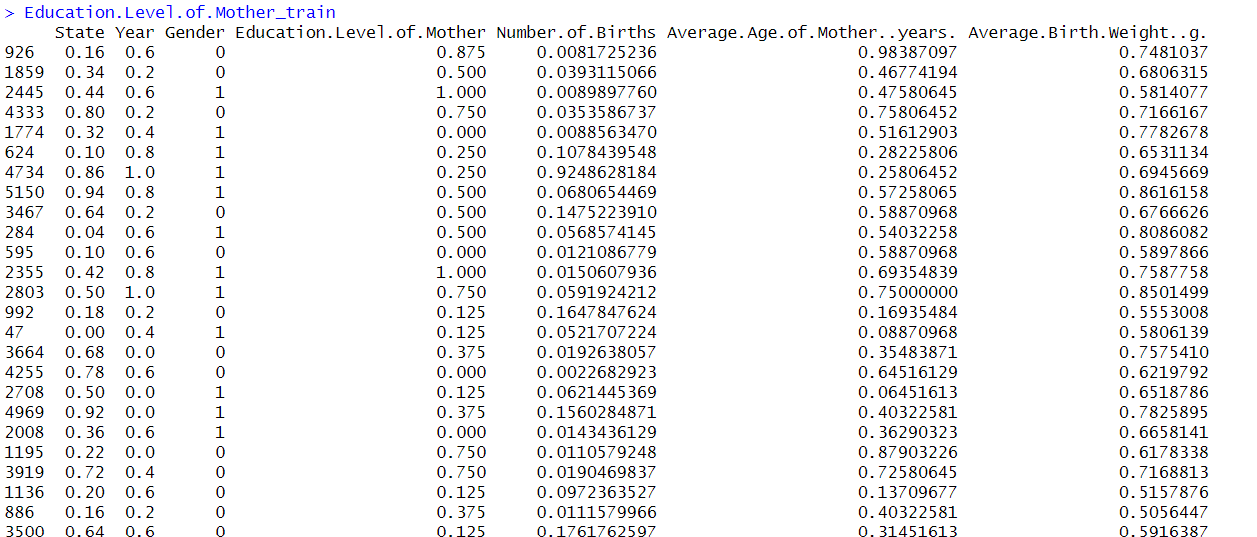 > Education.Level.of.Mother_train
State Year Gender Education.Level.of.Mother Number.of.Births Average.Age.of.Mother..years. Average.Birth.Weight..g.
926 0.16 0.6 0 0.875 0.0081725236 0.98387097 0.7481037
1859 0.34 0.2 0 0.500 0.0393115066 0.46774194 0.6806315
2445 0.44 0.6 1 1.000 0.0089897760 0.47580645 0.5814077
4333 0.80 0.2 0 0.750 0.0353586737 0.75806452 0.7166167
1774 0.32 0.4 1 0.000 0.0088563470 0.51612903 0.7782678
624 0.10 0.8 1 0.250 0.1078439548 0.28225806 0.6531134
4734 0.86 1.0 1 0.250 0.9248628184 0.25806452 0.6945669
5150 0.94 0.8 1 0.500 0.0680654469 0.57258065 0.8616158
3467 0.64 0.2 0 0.500 0.1475223910 0.58870968 0.6766626
284 0.04 0.6 1 0.500 0.0568574145 0.54032258 0.8086082
595 0.10 0.6 0 0.000 0.0121086779 0.58870968 0.5897866
2355 0.42 0.8 1 1.000 0.0150607936 0.69354839 0.7587758
2803 0.50 1.0 1 0.750 0.0591924212 0.75000000 0.8501499
992 0.18 0.2 0 0.125 0.1647847624 0.16935484 0.5553008
47 0.00 0.4 1 0.125 0.0521707224 0.08870968 0.5806139
3664 0.68 0.0 0 0.375 0.0192638057 0.35483871 0.7575410
4255 0.78 0.6 0 0.000 0.0022682923 0.64516129 0.6219792
2708 0.50 0.0 1 0.125 0.0621445369 0.06451613 0.6518786
4969 0.92 0.0 1 0.375 0.1560284871 0.40322581 0.7825895
2008 0.36 0.6 1 0.000 0.0143436129 0.36290323 0.6658141
1195 0.22 0.0 0 0.750 0.0110579248 0.87903226 0.6178338
3919 0.72 0.4 0 0.750 0.0190469837 0.72580645 0.7168813
1136 0.20 0.6 0 0.125 0.0972363527 0.13709677 0.5157876
886 0.16 0.2 0 0.375 0.0111579966 0.40322581 0.5056447
3500 0.64 0.6 0 0.125 0.1761762597 0.31451613 0.5916387